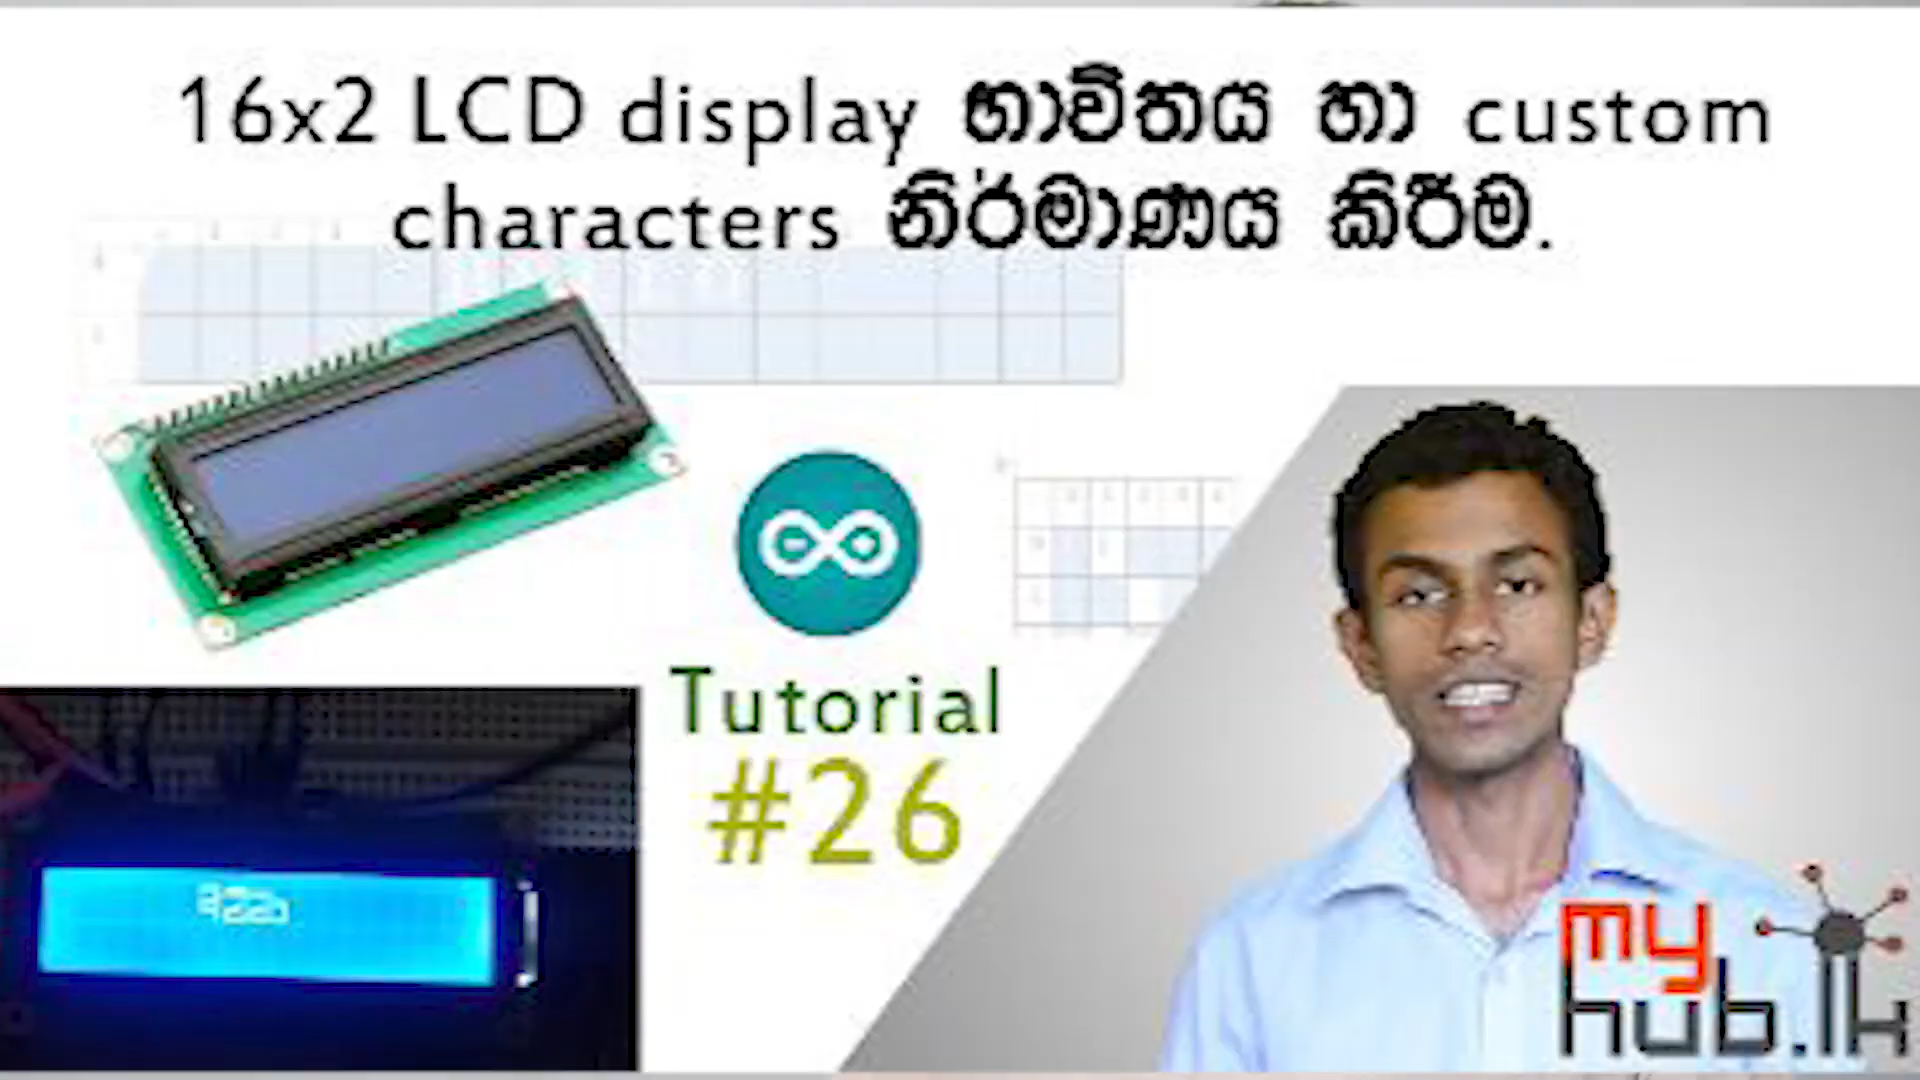 16x2 LCD display භාවිතය හා custom
characters නිර්මාණය කිරීම.
Tutorial
#26
my
hub.lk